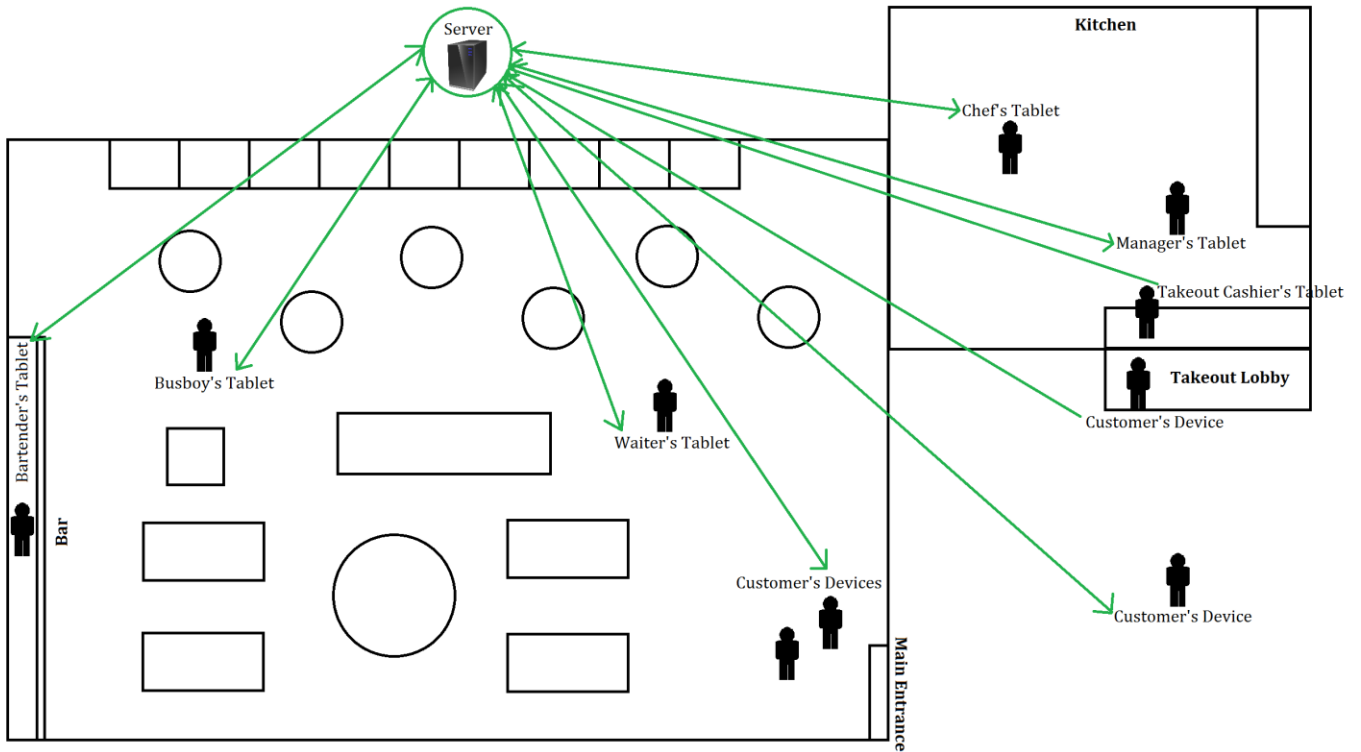 Server
Kitchen
Chef's Tablet
Manager's Tablet
Takeout Cashier's Tablet
Takeout Lobby
Bartender's Tablet
Busboy's Tablet
Customer's Device
Waiter's Tablet
Bar
Customer's Devices
Customer's Device
Main Entrance